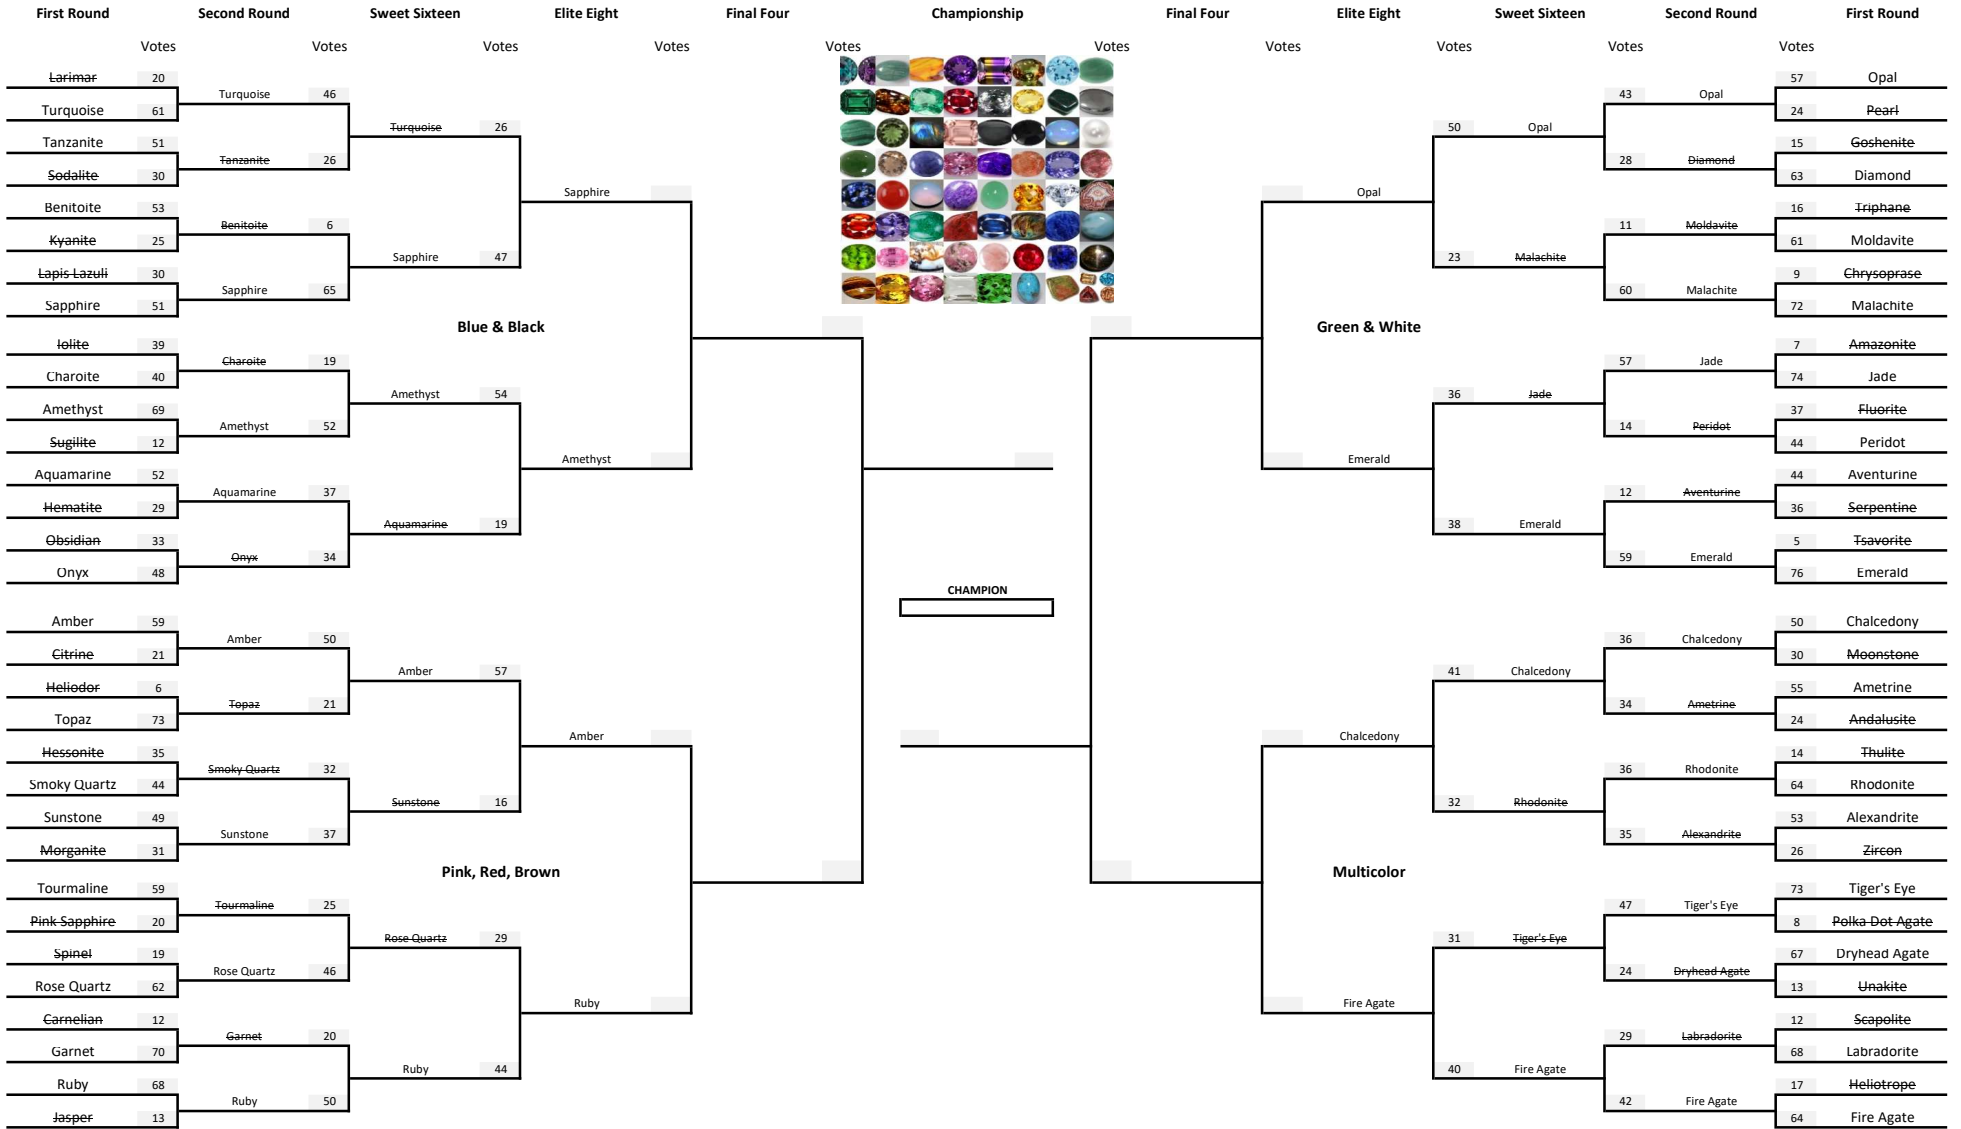 First Round Second Round Sweet Sixteen Elite Eight Final Four Championship Final Four Elite Eight Sweet Sixteen Second Round First Round
Votes Votes Votes Votes Votes Votes Votes Votes Votes Votes
Larimar 20 57 Opal
Turquoise 46 43 Opal
Turquoise 61 24 Pearl
Turquoise 26 50 Opal
Tanzanite 51 15 Goshenite
Tanzanite 26 28 Diamond
Sodalite 30 63 Diamond
Sapphire Opal
Benitoite 53 16 Triphane
Benitoite 6 11 Moldavite
Kyanite 25 61 Moldavite
Sapphire 47 23 Malachite
Lapis Lazuli 30 9 Chrysoprase
Sapphire 65 60 Malachite
Sapphire 51 72 Malachite
Blue & Black Green & White
Iolite 39 7 Amazonite
Charoite 19 57 Jade
Charoite 40 74 Jade
Amethyst 54 36 Jade
Amethyst 69 37 Fluorite
Amethyst 52 14 Peridot
Sugilite 12 44 Peridot
Amethyst Emerald
Aquamarine 52 44 Aventurine
Aquamarine 37 12 Aventurine
Hematite 29 36 Serpentine
Aquamarine 19 38 Emerald
Obsidian 33 5 Tsavorite
Onyx 34 59 Emerald
Onyx 48 76 Emerald
CHAMPION
Amber 59 50 Chalcedony
Amber 50 36 Chalcedony
Citrine 21 30 Moonstone
Amber 57 41 Chalcedony
Heliodor 6 55 Ametrine
Topaz 21 34 Ametrine
Topaz 73 24 Andalusite
Amber Chalcedony
Hessonite 35 14 Thulite
Smoky Quartz 32 36 Rhodonite
Smoky Quartz 44 64 Rhodonite
Sunstone 16 32 Rhodonite
Sunstone 49 53 Alexandrite
Sunstone 37 35 Alexandrite
Morganite 31 26 Zircon
Pink, Red, Brown Multicolor
Tourmaline 59 73 Tiger's Eye
Tourmaline 25 47 Tiger's Eye
Pink Sapphire 20 8 Polka Dot Agate
Rose Quartz 29 31 Tiger's Eye
Spinel 19 67 Dryhead Agate
Rose Quartz 46 24 Dryhead Agate
Rose Quartz 62 13 Unakite
Ruby Fire Agate
Carnelian 12 12 Scapolite
Garnet 20 29 Labradorite
Garnet 70 68 Labradorite
Ruby 44 40 Fire Agate
Ruby 68 17 Heliotrope
Ruby 50 42 Fire Agate
Jasper 13 64 Fire Agate